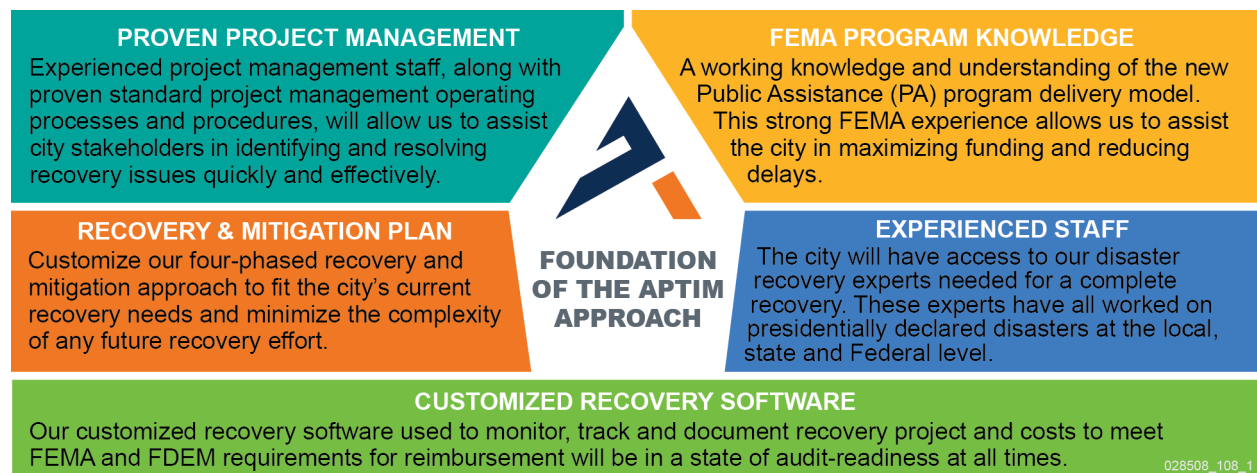 PROVEN PROJECT MANAGEMENT
Experienced project management staff, along with
proven standard project management operating
processes and procedures, will allow us to assist
city stakeholders in identifying and resolving
recovery issues quickly and effectively.
FEMA PROGRAM KNOWLEDGE
A working knowledge and understanding of the new
Public Assistance (PA) program delivery model.
This strong FEMA experience allows us to assist
the city in maximizing funding and reducing
delays.
RECOVERY & MITIGATION PLAN
Customize our four-phased recovery and
mitigation approach to fit the city's current
recovery needs and minimize the complexity
of any future recovery effort.
FOUNDATION
OF THE APTIM
APPROACH
EXPERIENCED STAFF
The city will have access to our disaster
recovery experts needed for a complete
recovery. These experts have all worked on
presidentially declared disasters at the local,
state and Federal level.
CUSTOMIZED RECOVERY SOFTWARE
Our customized recovery software used to monitor, track and document recovery project and costs to meet
FEMA and FDEM requirements for reimbursement will be in a state of audit-readiness at all times.
028508_108_1